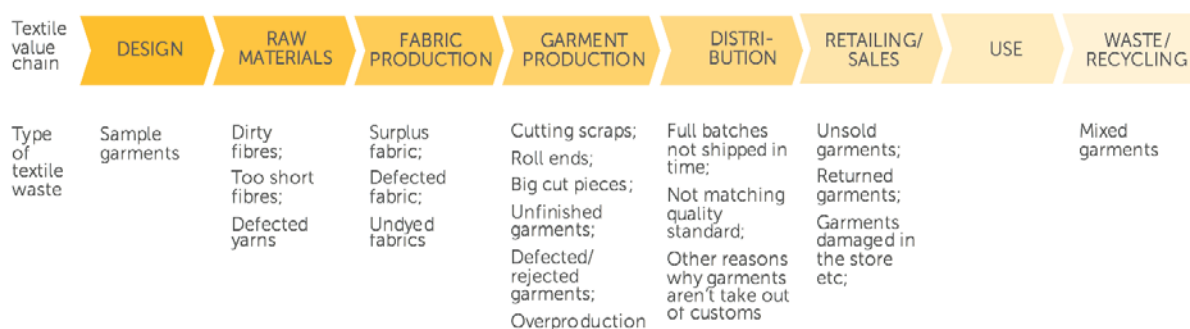 Textile
value
chain
DESIGN
RAW
MATERIALS
FABRIC
PRODUCTION
GARMENT
PRODUCTION
DISTRI-
BUTION
RETAILING/
SALES
USE
WASTE/
RECYCLING
Type
of
textile
waste
Sample
garments
Dirty
fibres;
Too short
fibres;
Defected
yarns
Surplus
fabric;
Defected
fabric;
Undyed
fabrics
Cutting scraps;
Roll ends;
Big cut pieces;
Unfinished
garments;
Defected/
rejected
garments;
Overproduction
Full batches
not shipped in
time;
Not matching
quality
standard;
Other reasons
why garments
aren't take out
of customs
Unsold
garments;
Returned
garments;
Garments
damaged in
the store
etc;
Mixed
garments